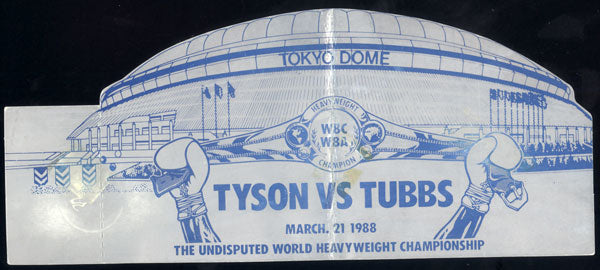 TOKYO DOME
HEAVYWEIGHT
WBC
WBA
CHAMPION
TYSON VS TUBBS
MARCH. 21 1988
THE UNDISPUTED WORLD HEAVYWEIGHT CHAMPIONSHIP